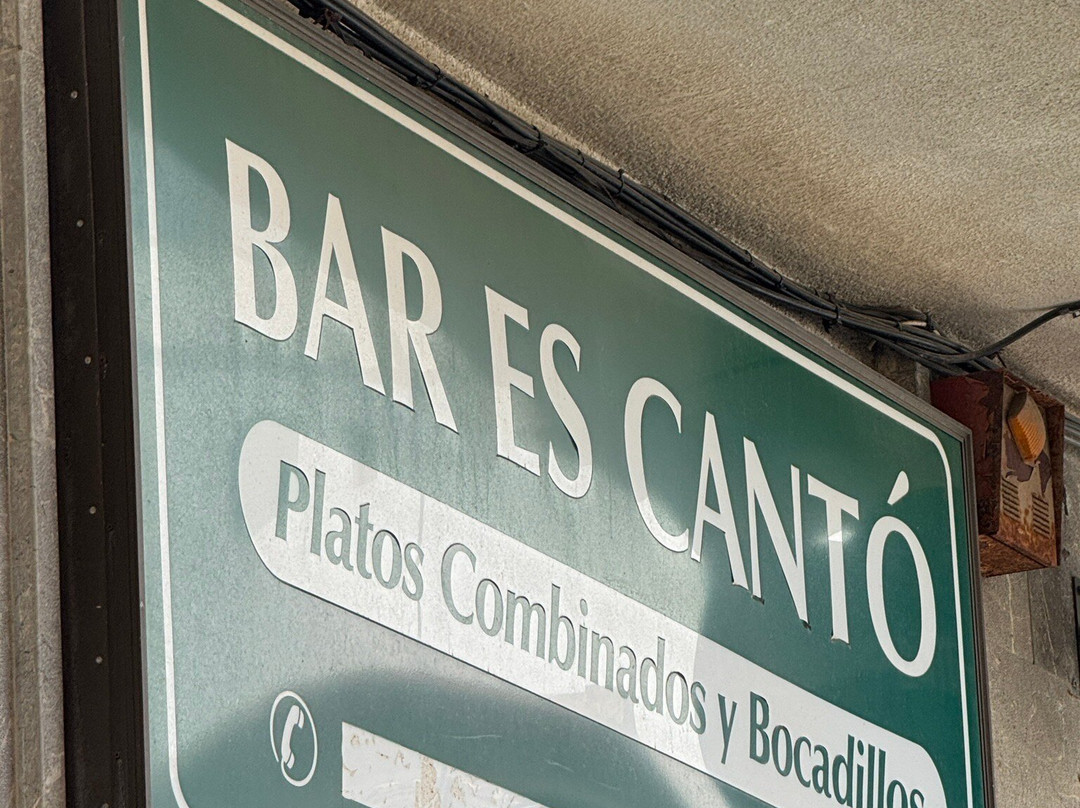 BAR ES CANTÓ
Platos Combinados y Bocadillos